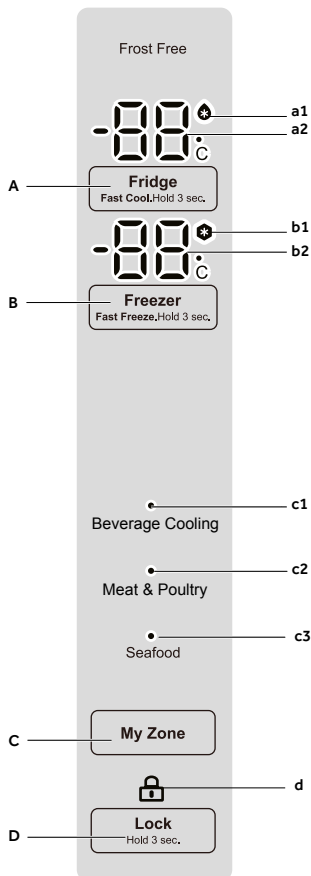 Frost Free
-88 a1
a2
°C
A Fridge
Fast Cool.Hold 3 sec.
-88 b1
b2
°C
B Freezer
Fast Freeze.Hold 3 sec.
c1
Beverage Cooling
c2
Meat & Poultry
c3
Seafood
C My Zone
d
D Lock
Hold 3 sec.